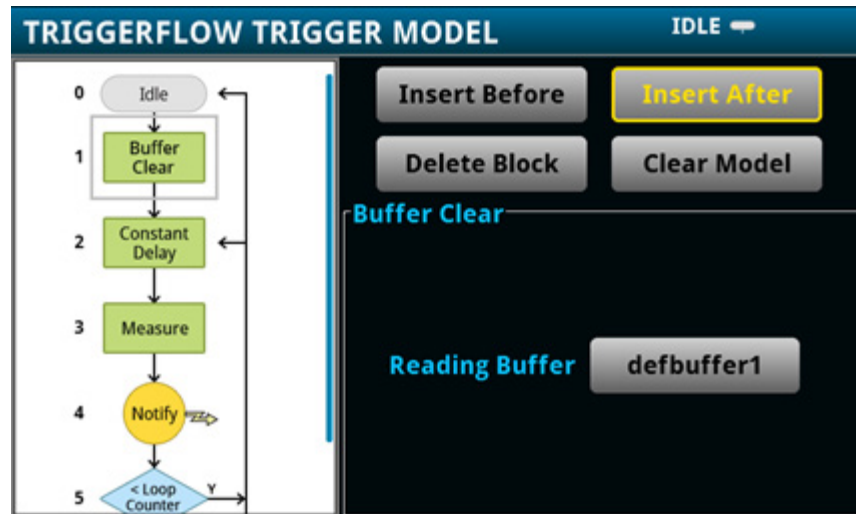 TRIGGERFLOW TRIGGER MODEL
IDLE
0
Idle
1
Buffer
Clear
2
Constant
Delay
3
Measure
4
Notify
5
< Loop
Counter
Y
Insert Before
Insert After
Delete Block
Clear Model
Buffer Clear
Reading Buffer
defbuffer1